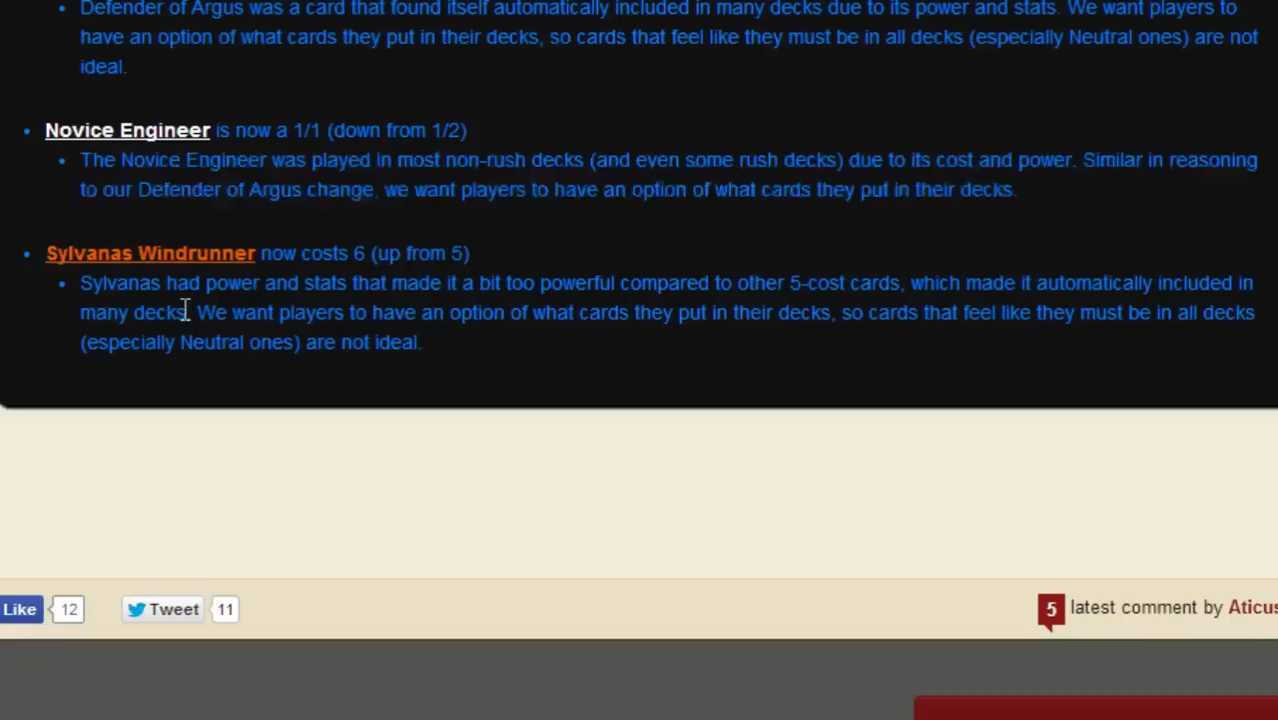 Defender of Argus was a card that found itself automatically included in many decks due to its power and stats. We want players to
have an option of what cards they put in their decks, so cards that feel like they must be in all decks (especially Neutral ones) are not
ideal.
Novice Engineer is now a 1/1 (down from 1/2)
The Novice Engineer was played in most non-rush decks (and even some rush decks) due to its cost and power. Similar in reasoning
to our Defender of Argus change, we want players to have an option of what cards they put in their decks.
Sylvanas Windrunner now costs 6 (up from 5)
Sylvanas had power and stats that made it a bit too powerful compared to other 5-cost cards, which made it automatically included in
many decks. We want players to have an option of what cards they put in their decks, so cards that feel like they must be in all decks
(especially Neutral ones) are not ideal.
Like 12 Tweet 11 5 latest comment by Aticus